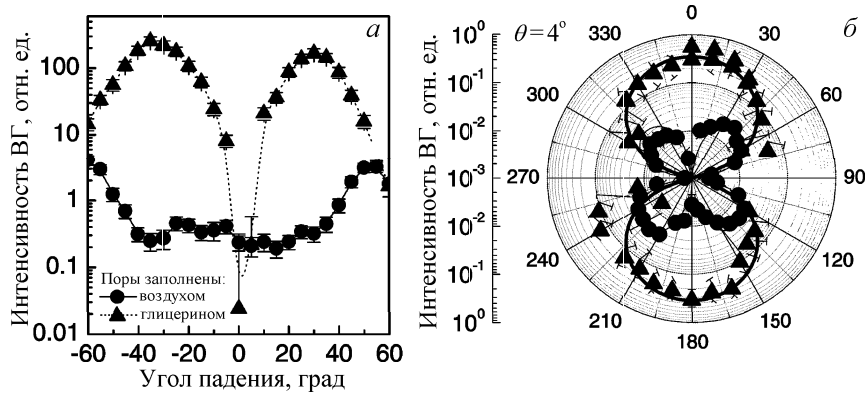 а
Интенсивность ВГ, отн. ед.
100
10
1
0.1
0.01
Поры заполнены:
воздухом
глицерином
-60 -40 -20 0 20 40 60
Угол падения, град
б
θ=4°
Интенсивность ВГ, отн. ед.
10⁰
10⁻¹
10⁻²
10⁻³
10⁻²
10⁻¹
10⁰
0
30
60
90
120
150
180
210
240
270
300
330